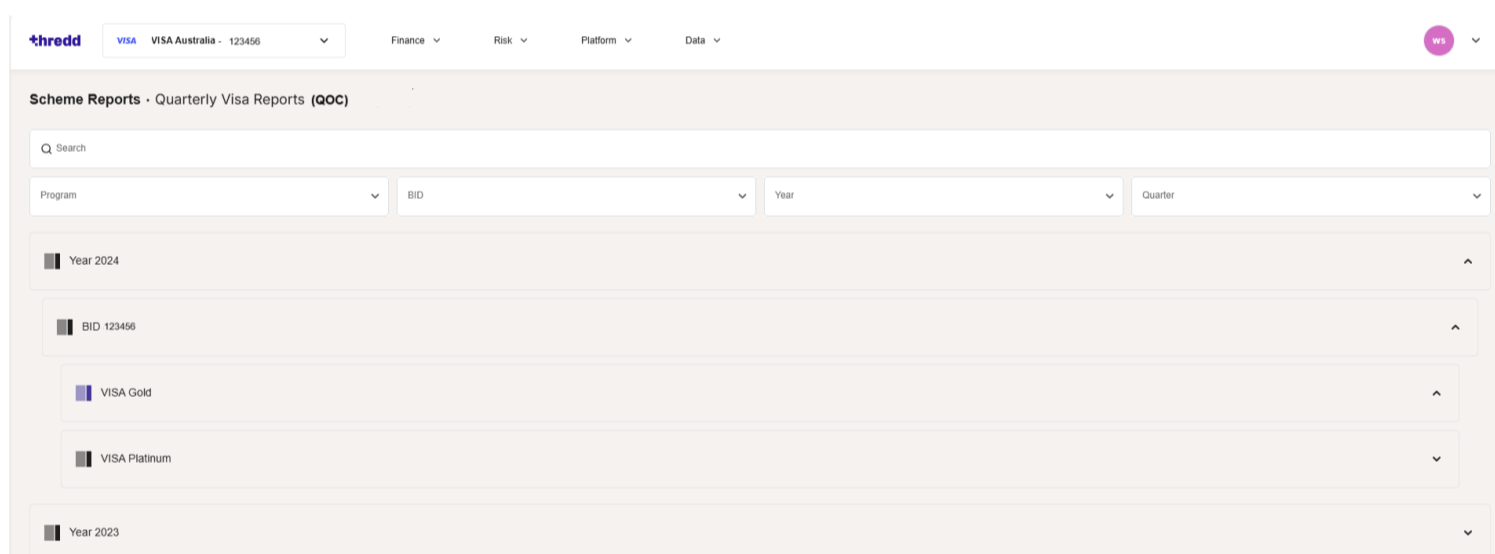 thredd VISA VISA Australia - 123456 Finance Risk Platform Data ws
Scheme Reports · Quarterly Visa Reports (QOC)
Search
Program BID Year Quarter
Year 2024
BID 123456
VISA Gold
VISA Platinum
Year 2023